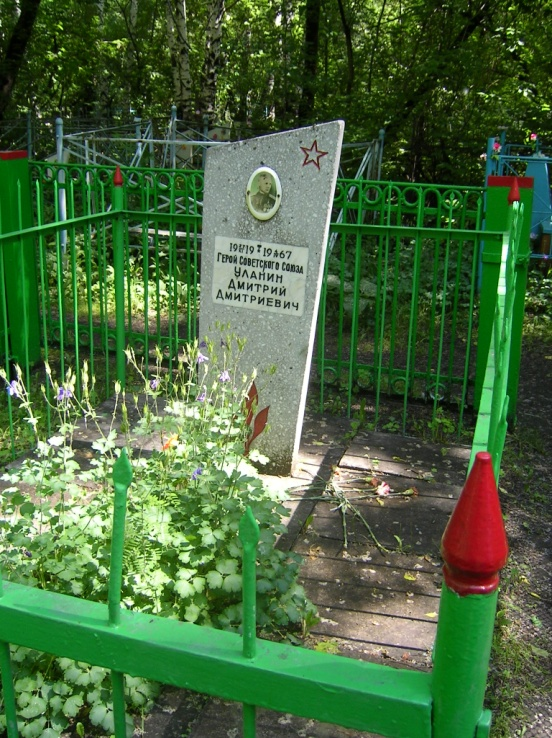 1919 1967
Герой Советского Союза
УЛАНИН
ДМИТРИЙ
ДМИТРИЕВИЧ